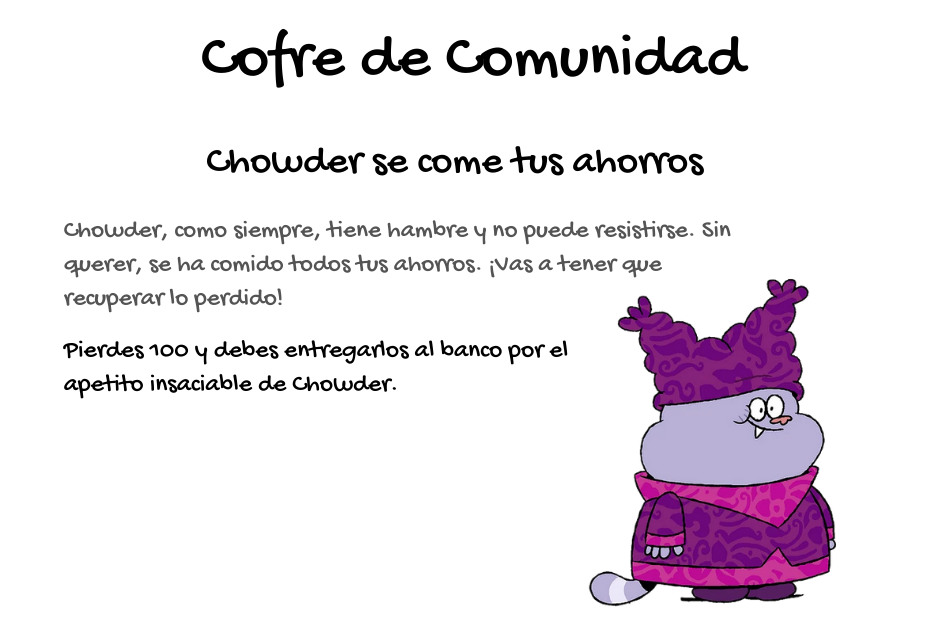 Cofre de Comunidad
Chowder se come tus ahorros
Chowder, como siempre, tiene hambre y no puede resistirse. Sin
querer, se ha comido todos tus ahorros. ¡Vas a tener que
recuperar lo perdido!
Pierdes 100 y debes entregarlos al banco por el
apetito insaciable de Chowder.